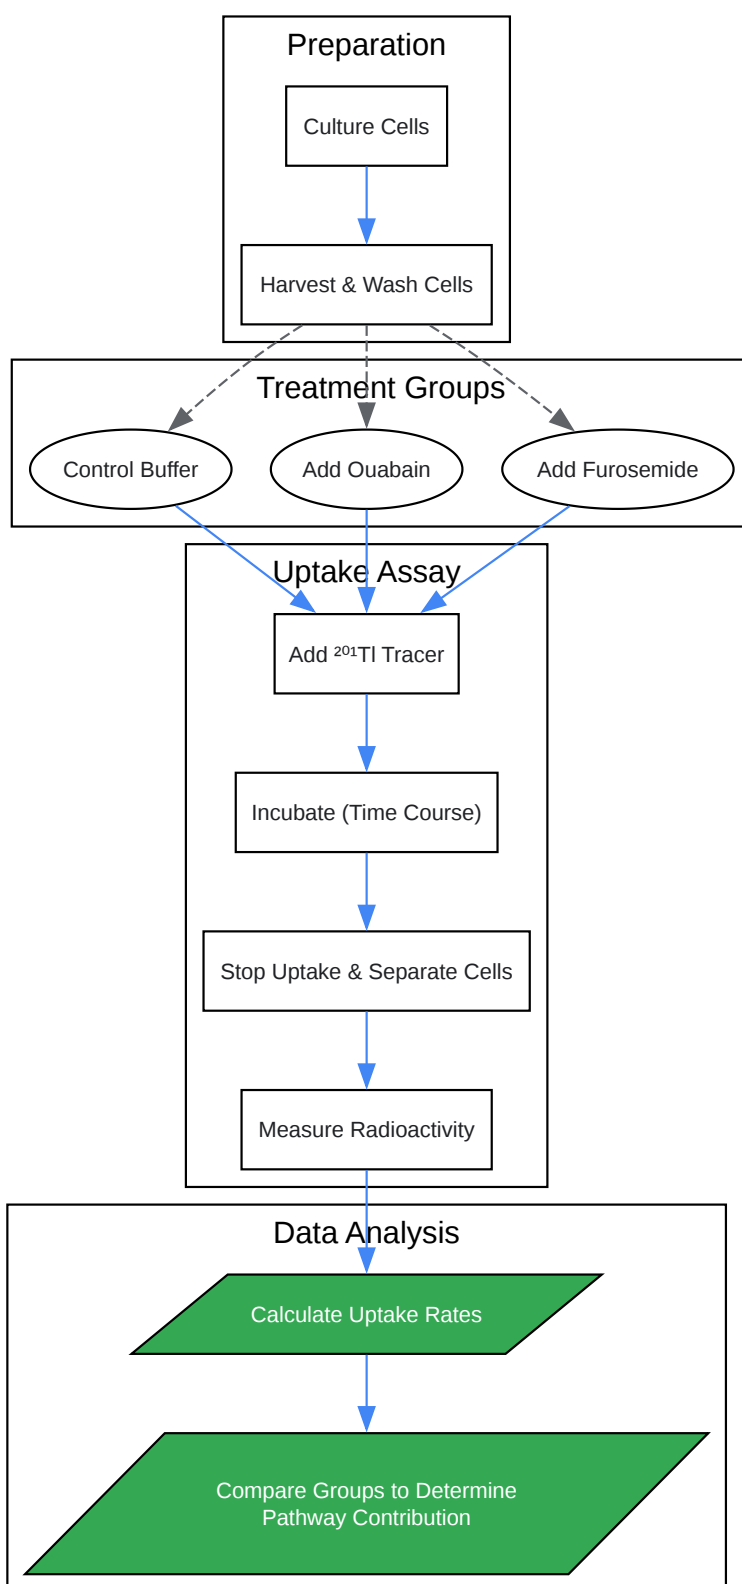 Preparation
Culture Cells
Harvest & Wash Cells
Treatment Groups
Control Buffer
Add Ouabain
Add Furosemide
Uptake Assay
Add ²⁰¹Tl Tracer
Incubate (Time Course)
Stop Uptake & Separate Cells
Measure Radioactivity
Data Analysis
Calculate Uptake Rates
Compare Groups to Determine
Pathway Contribution